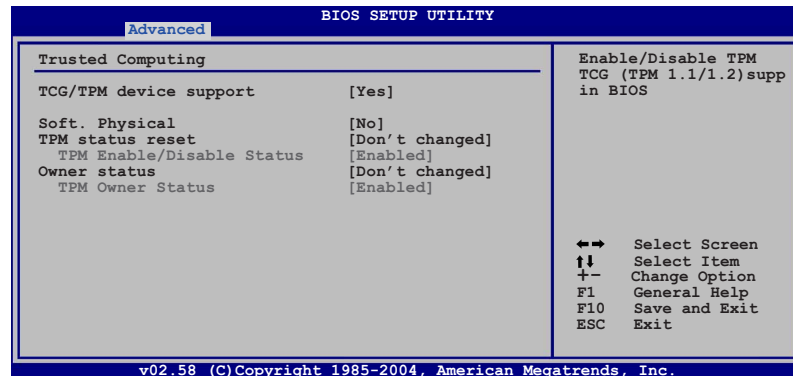 BIOS SETUP UTILITY
Advanced
Trusted Computing
TCG/TPM device support [Yes]
Soft. Physical [No]
TPM status reset [Don't changed]
TPM Enable/Disable Status [Enabled]
Owner status [Don't changed]
TPM Owner Status [Enabled]
Enable/Disable TPM
TCG (TPM 1.1/1.2)supp
in BIOS
←→ Select Screen
↑↓ Select Item
+- Change Option
F1 General Help
F10 Save and Exit
ESC Exit
v02.58 (C)Copyright 1985-2004, American Megatrends, Inc.